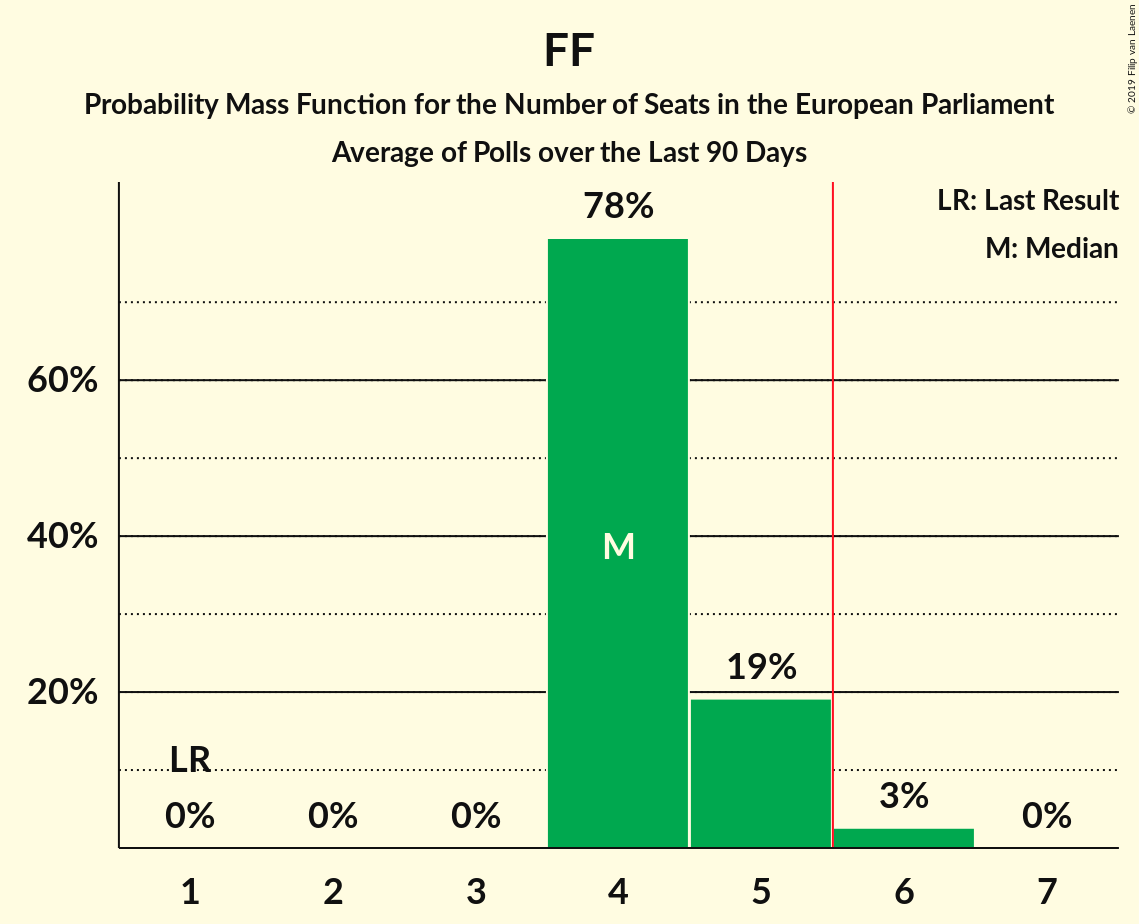 FF
Probability Mass Function for the Number of Seats in the European Parliament
Average of Polls over the Last 90 Days
© 2019 Filip van Laenen
LR: Last Result
M: Median
78%
60%
40%
M
20%
19%
LR
0%
0%
0%
3%
0%
1
2
3
4
5
6
7